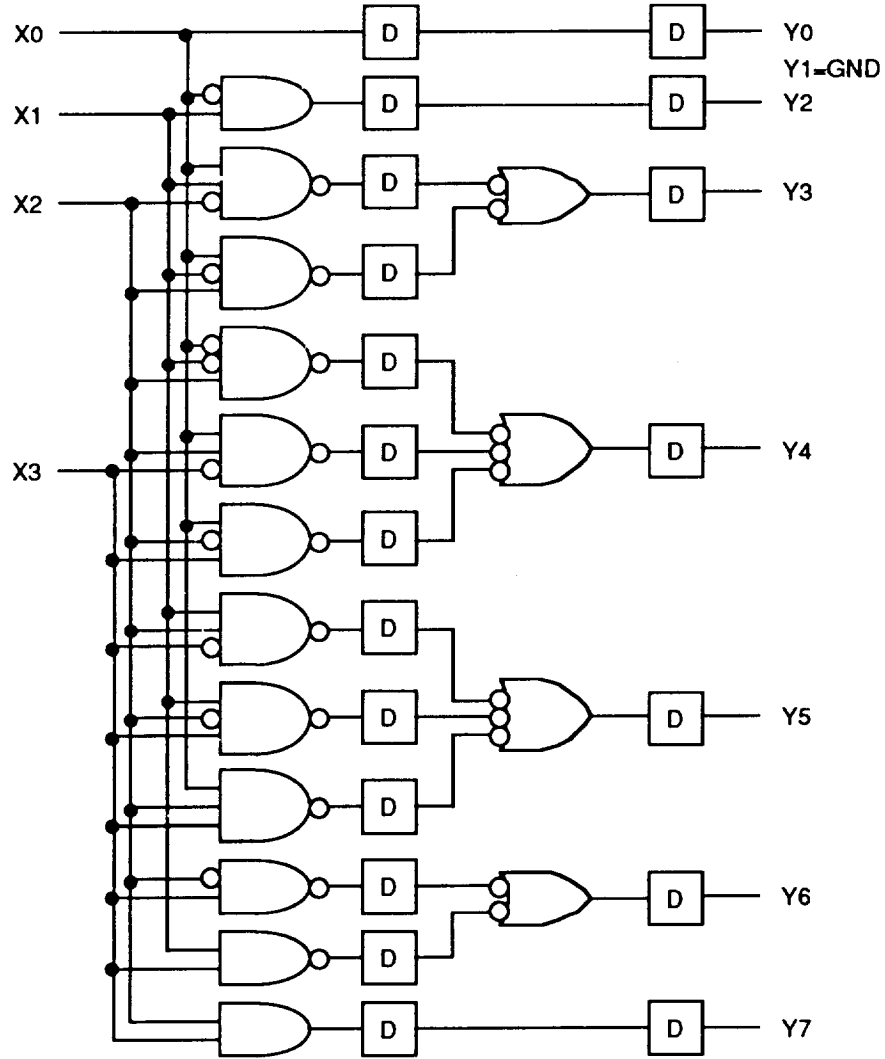 X0 D D Y0
Y1=GND
X1 D D Y2
X2 D D Y3
D
D
X3 D D Y4
D
D
D D Y5
D
D D Y6
D
D D Y7